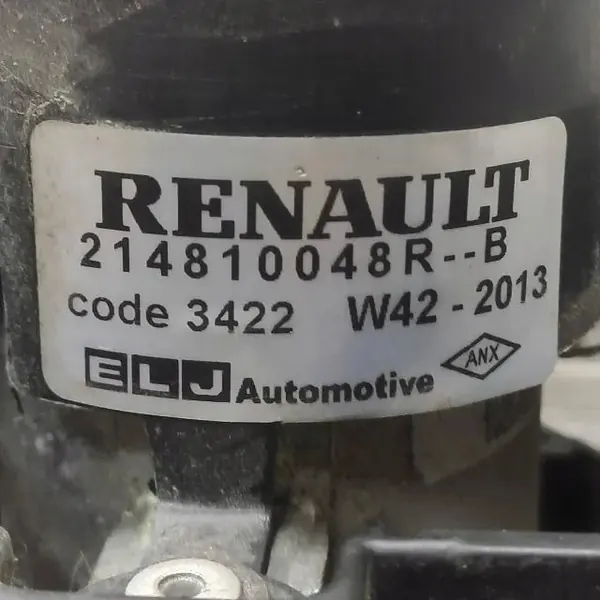 RENAULT
214810048R--B
code 3422 W42-2013
ELJ Automotive ANX